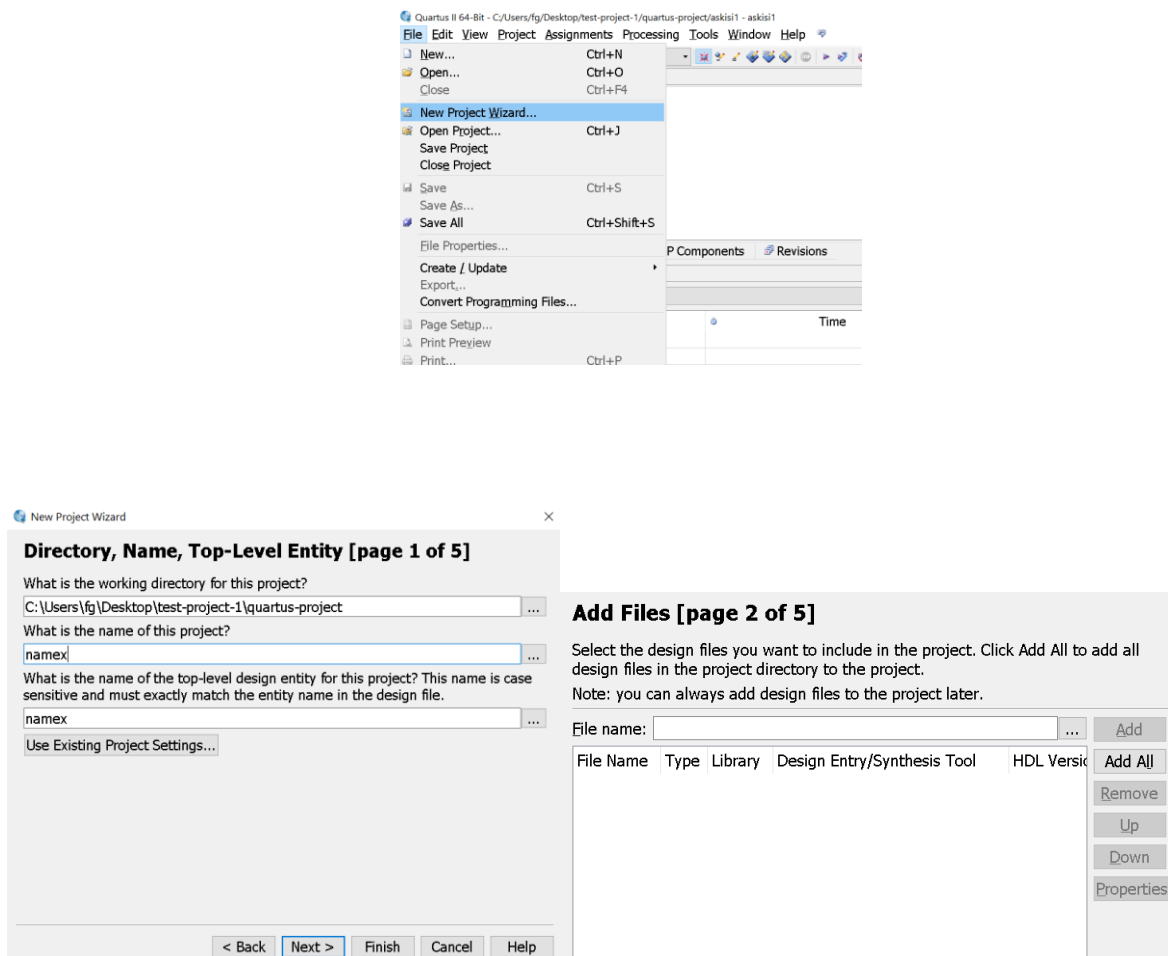 Quartus II 64-Bit - C:/Users/fg/Desktop/test-project-1/quartus-project/askisi1 - askisi1
File Edit View Project Assignments Processing Tools Window Help
New... Ctrl+N
Open... Ctrl+O
Close Ctrl+F4
New Project Wizard...
Open Project... Ctrl+J
Save Project
Close Project
Save Ctrl+S
Save As...
Save All Ctrl+Shift+S
File Properties...
P Components Revisions
Create / Update
Export...
Convert Programming Files...
Page Setup... Time
Print Preview
Print... Ctrl+P
New Project Wizard
Directory, Name, Top-Level Entity [page 1 of 5]
What is the working directory for this project?
C:\Users\fg\Desktop\test-project-1\quartus-project ...
What is the name of this project?
namex ...
What is the name of the top-level design entity for this project? This name is case
sensitive and must exactly match the entity name in the design file.
namex ...
Use Existing Project Settings...
< Back Next > Finish Cancel Help
Add Files [page 2 of 5]
Select the design files you want to include in the project. Click Add All to add all
design files in the project directory to the project.
Note: you can always add design files to the project later.
File name: ... Add
File Name Type Library Design Entry/Synthesis Tool HDL Versio Add All
Remove
Up
Down
Properties